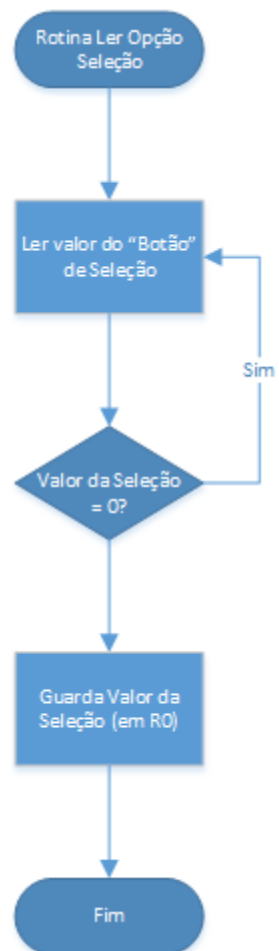 Rotina Ler Opção
Seleção
Ler valor do “Botão”
de Seleção
Sim
Valor da Seleção
= 0?
Guarda Valor da
Seleção (em R0)
Fim